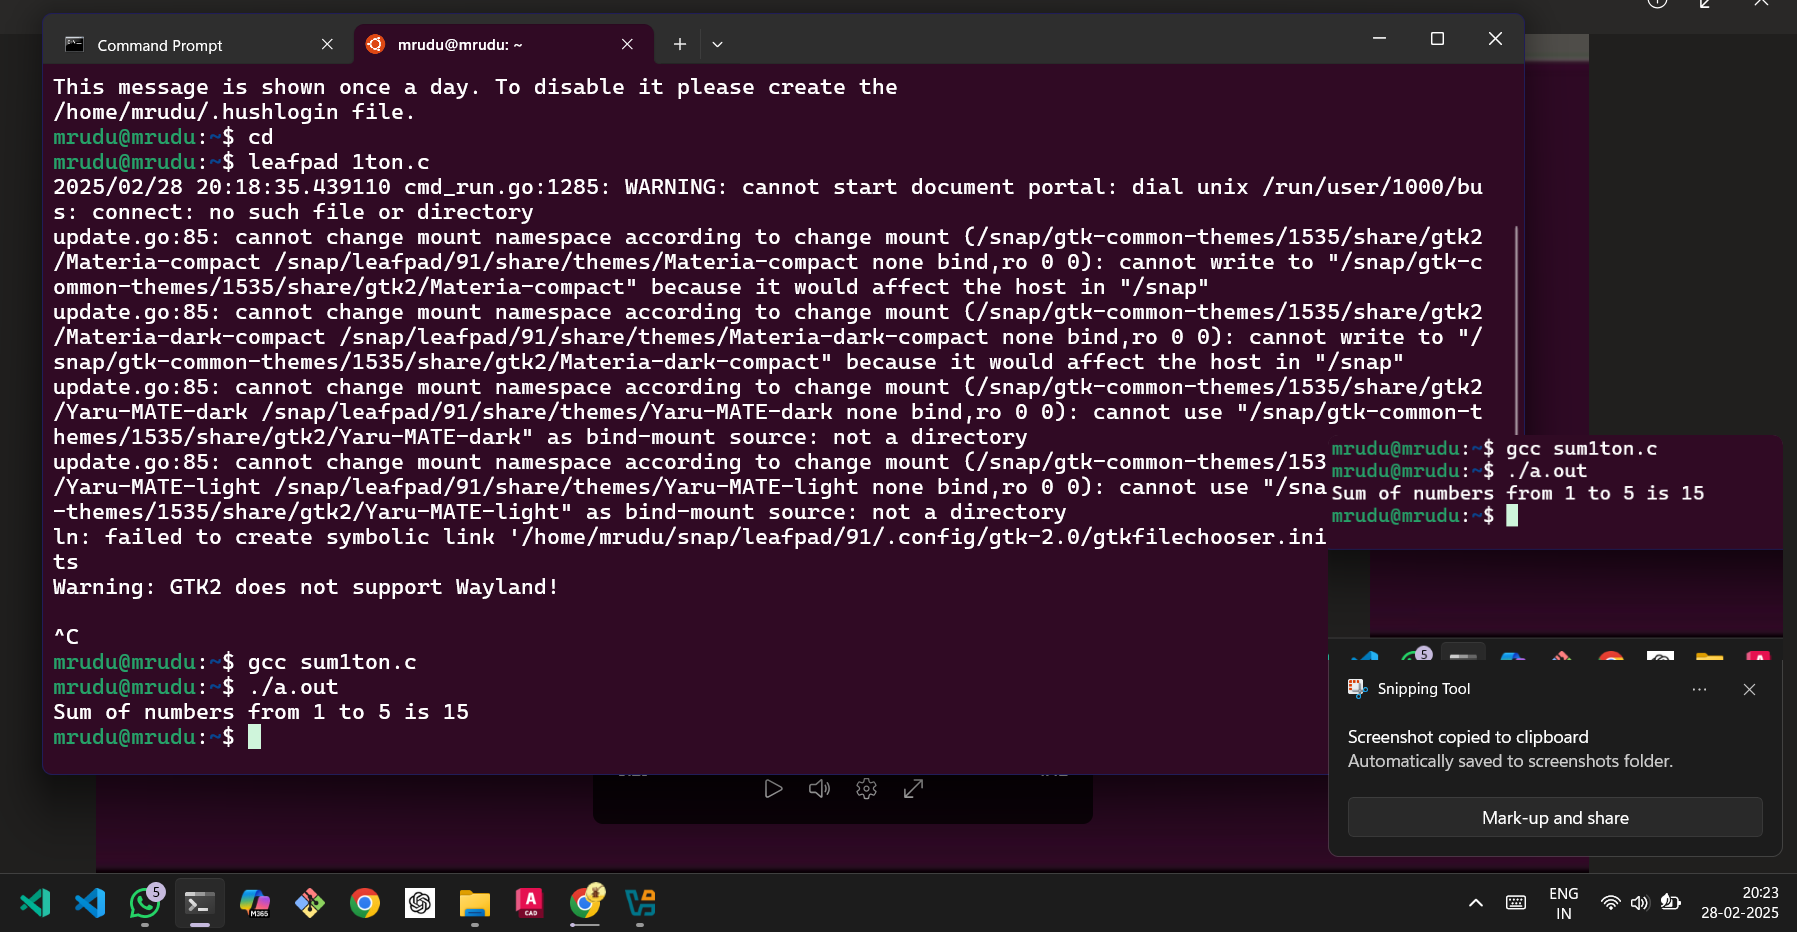 Command Prompt
mrudu@mrudu: ~
This message is shown once a day. To disable it please create the
/home/mrudu/.hushlogin file.
mrudu@mrudu:~$ cd
mrudu@mrudu:~$ leafpad 1ton.c
2025/02/28 20:18:35.439110 cmd_run.go:1285: WARNING: cannot start document portal: dial unix /run/user/1000/bu
s: connect: no such file or directory
update.go:85: cannot change mount namespace according to change mount (/snap/gtk-common-themes/1535/share/gtk2
/Materia-compact /snap/leafpad/91/share/themes/Materia-compact none bind,ro 0 0): cannot write to "/snap/gtk-c
ommon-themes/1535/share/gtk2/Materia-compact" because it would affect the host in "/snap"
update.go:85: cannot change mount namespace according to change mount (/snap/gtk-common-themes/1535/share/gtk2
/Materia-dark-compact /snap/leafpad/91/share/themes/Materia-dark-compact none bind,ro 0 0): cannot write to "/
snap/gtk-common-themes/1535/share/gtk2/Materia-dark-compact" because it would affect the host in "/snap"
update.go:85: cannot change mount namespace according to change mount (/snap/gtk-common-themes/1535/share/gtk2
/Yaru-MATE-dark /snap/leafpad/91/share/themes/Yaru-MATE-dark none bind,ro 0 0): cannot use "/snap/gtk-common-t
hemes/1535/share/gtk2/Yaru-MATE-dark" as bind-mount source: not a directory
update.go:85: cannot change mount namespace according to change mount (/snap/gtk-common-themes/153
/Yaru-MATE-light /snap/leafpad/91/share/themes/Yaru-MATE-light none bind,ro 0 0): cannot use "/sna
-themes/1535/share/gtk2/Yaru-MATE-light" as bind-mount source: not a directory
ln: failed to create symbolic link '/home/mrudu/snap/leafpad/91/.config/gtk-2.0/gtkfilechooser.ini
ts
Warning: GTK2 does not support Wayland!
^C
mrudu@mrudu:~$ gcc sum1ton.c
mrudu@mrudu:~$ ./a.out
Sum of numbers from 1 to 5 is 15
mrudu@mrudu:~$
mrudu@mrudu:~$ gcc sum1ton.c
mrudu@mrudu:~$ ./a.out
Sum of numbers from 1 to 5 is 15
mrudu@mrudu:~$
5
Snipping Tool
Screenshot copied to clipboard
Automatically saved to screenshots folder.
Mark-up and share
5
M365
A
CAD
ENG
IN
20:23
28-02-2025